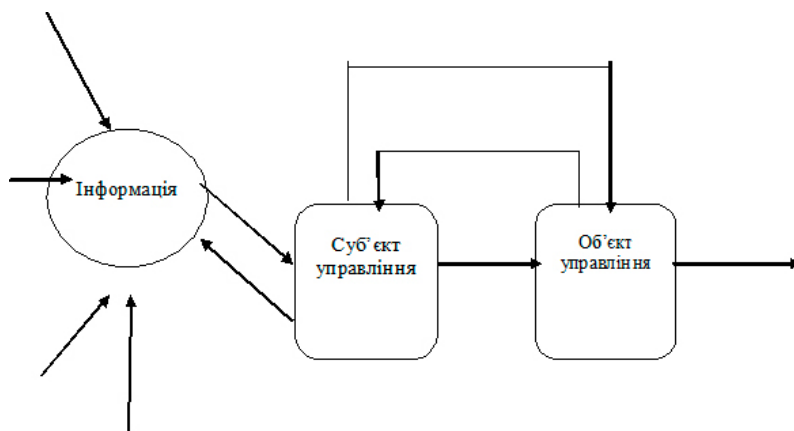 Інформація
Суб’єкт
управління
Об’єкт
управління